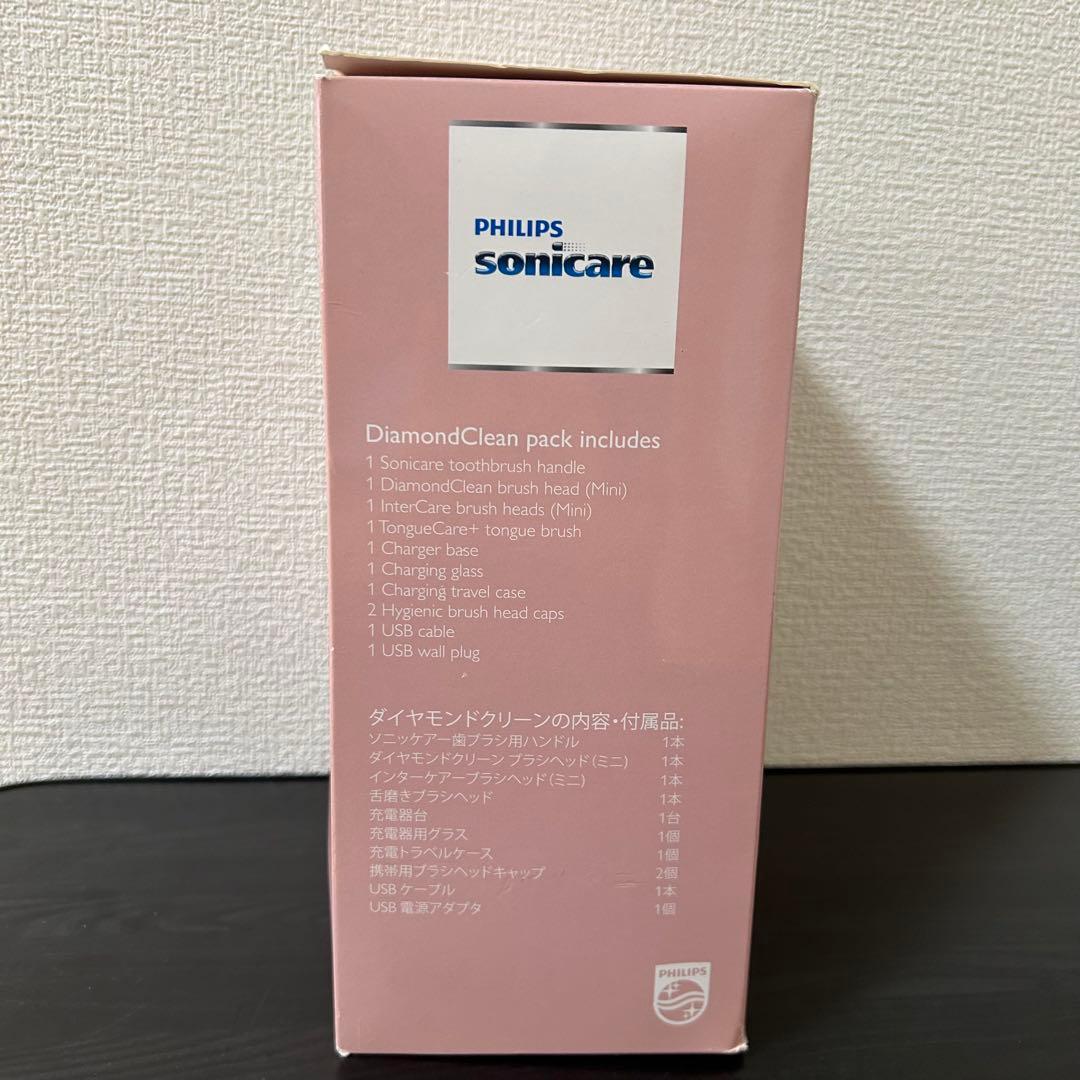 PHILIPS
sonicare
DiamondClean pack includes
1 Sonicare toothbrush handle
1 DiamondClean brush head (Mini)
1 InterCare brush heads (Mini)
1 TongueCare+ tongue brush
1 Charger base
1 Charging glass
1 Charging travel case
2 Hygienic brush head caps
1 USB cable
1 USB wall plug
ダイヤモンドクリーンの内容・付属品:
ソニッケアー歯ブラシ用ハンドル 1本
ダイヤモンドクリーン ブラシヘッド(ミニ) 1本
インターケアーブラシヘッド(ミニ) 1本
舌磨きブラシヘッド 1本
充電器台 1台
充電器用グラス 1個
充電トラベルケース 1個
携帯用ブラシヘッドキャップ 2個
USB ケーブル 1本
USB 電源アダプタ 1個
PHILIPS